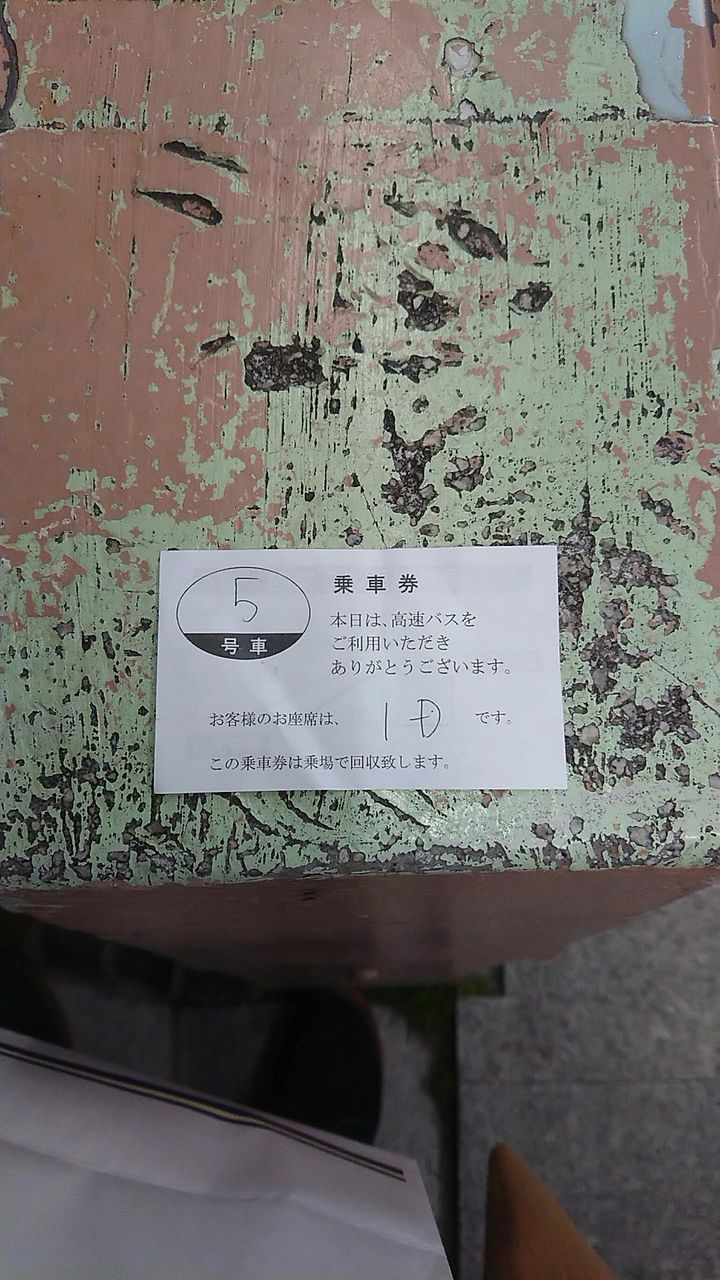 5
号車
乗車券
本日は、高速バスを
ご利用いただき
ありがとうございます。
お客様のお座席は、 1D です。
この乗車券は乗場で回収致します。